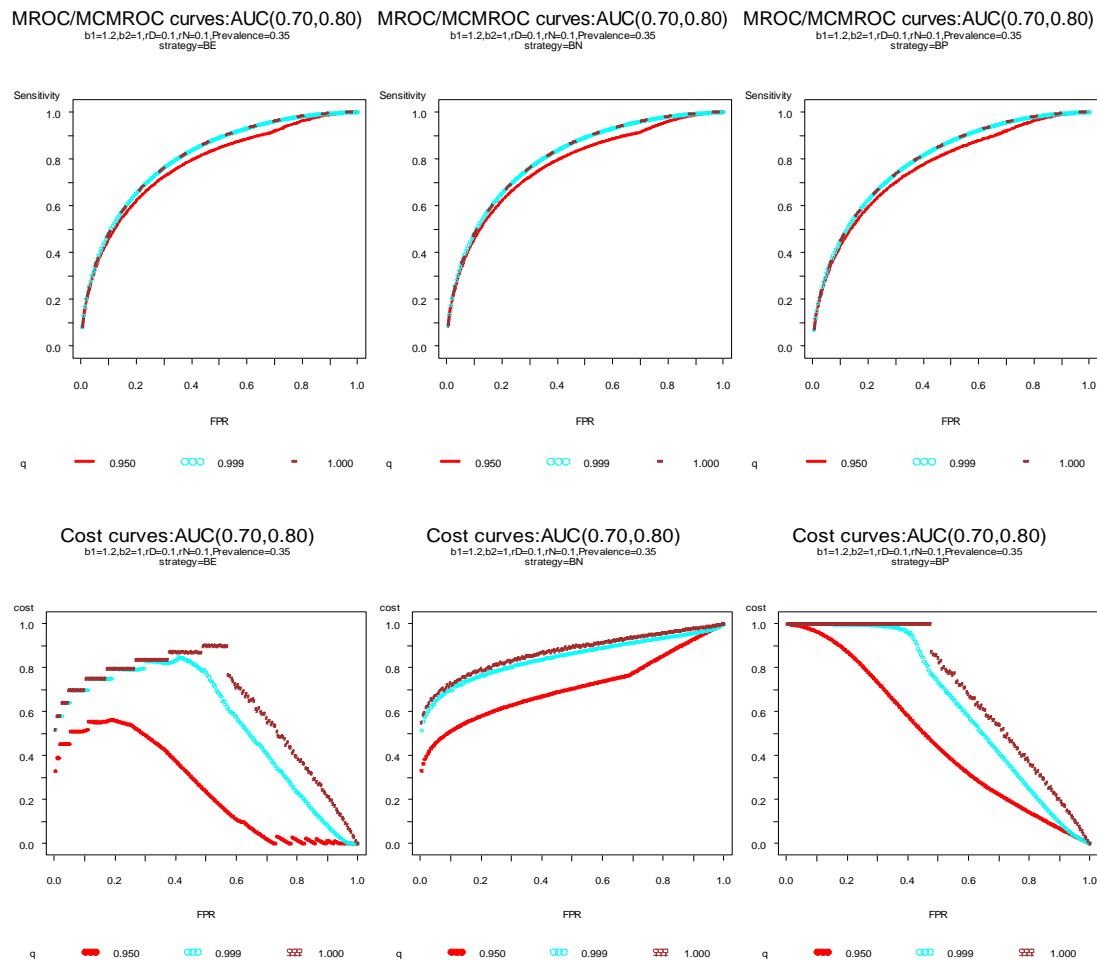 MROC/MCMROC curves:AUC(0.70,0.80)
b1=1.2,b2=1,rD=0.1,rN=0.1,Prevalence=0.35
strategy=BE
Sensitivity
1.0
0.8
0.6
0.4
0.2
0.0
0.0 0.2 0.4 0.6 0.8 1.0
FPR
q 0.950 0.999 1.000
MROC/MCMROC curves:AUC(0.70,0.80)
b1=1.2,b2=1,rD=0.1,rN=0.1,Prevalence=0.35
strategy=BN
Sensitivity
1.0
0.8
0.6
0.4
0.2
0.0
0.0 0.2 0.4 0.6 0.8 1.0
FPR
q 0.950 0.999 1.000
MROC/MCMROC curves:AUC(0.70,0.80)
b1=1.2,b2=1,rD=0.1,rN=0.1,Prevalence=0.35
strategy=BP
Sensitivity
1.0
0.8
0.6
0.4
0.2
0.0
0.0 0.2 0.4 0.6 0.8 1.0
FPR
q 0.950 0.999 1.000
Cost curves:AUC(0.70,0.80)
b1=1.2,b2=1,rD=0.1,rN=0.1,Prevalence=0.35
strategy=BE
cost
1.0
0.8
0.6
0.4
0.2
0.0
0.0 0.2 0.4 0.6 0.8 1.0
FPR
q 0.950 0.999 1.000
Cost curves:AUC(0.70,0.80)
b1=1.2,b2=1,rD=0.1,rN=0.1,Prevalence=0.35
strategy=BN
cost
1.0
0.8
0.6
0.4
0.2
0.0
0.0 0.2 0.4 0.6 0.8 1.0
FPR
q 0.950 0.999 1.000
Cost curves:AUC(0.70,0.80)
b1=1.2,b2=1,rD=0.1,rN=0.1,Prevalence=0.35
strategy=BP
cost
1.0
0.8
0.6
0.4
0.2
0.0
0.0 0.2 0.4 0.6 0.8 1.0
FPR
q 0.950 0.999 1.000